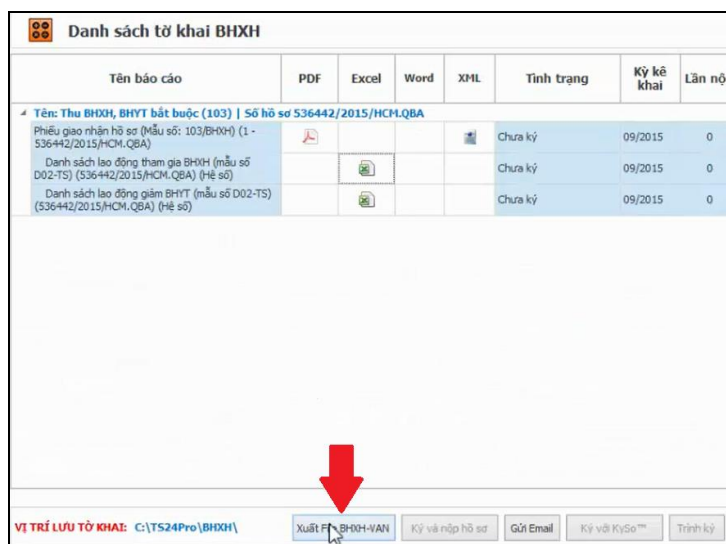 Danh sách tờ khai BHXH
Tên báo cáo PDF Excel Word XML Tình trạng Kỳ kê khai Lần nộ
Tên: Thu BHXH, BHYT bắt buộc (103) | Số hồ sơ 536442/2015/HCM.QBA
Phiếu giao nhận hồ sơ (Mẫu số: 103/BHXH) (1 - Chưa ký 09/2015 0
536442/2015/HCM.QBA)
Danh sách lao động tham gia BHXH (mẫu số Chưa ký 09/2015 0
D02-TS) (536442/2015/HCM.QBA) (Hệ số)
Danh sách lao động giảm BHYT (mẫu số D02-TS) Chưa ký 09/2015 0
(536442/2015/HCM.QBA) (Hệ số)
VỊ TRÍ LƯU TỜ KHAI: C:\TS24Pro\BHXH\ Xuất File BHXH-VAN Ký và nộp hồ sơ Gửi Email Ký với KySo™ Trình ký